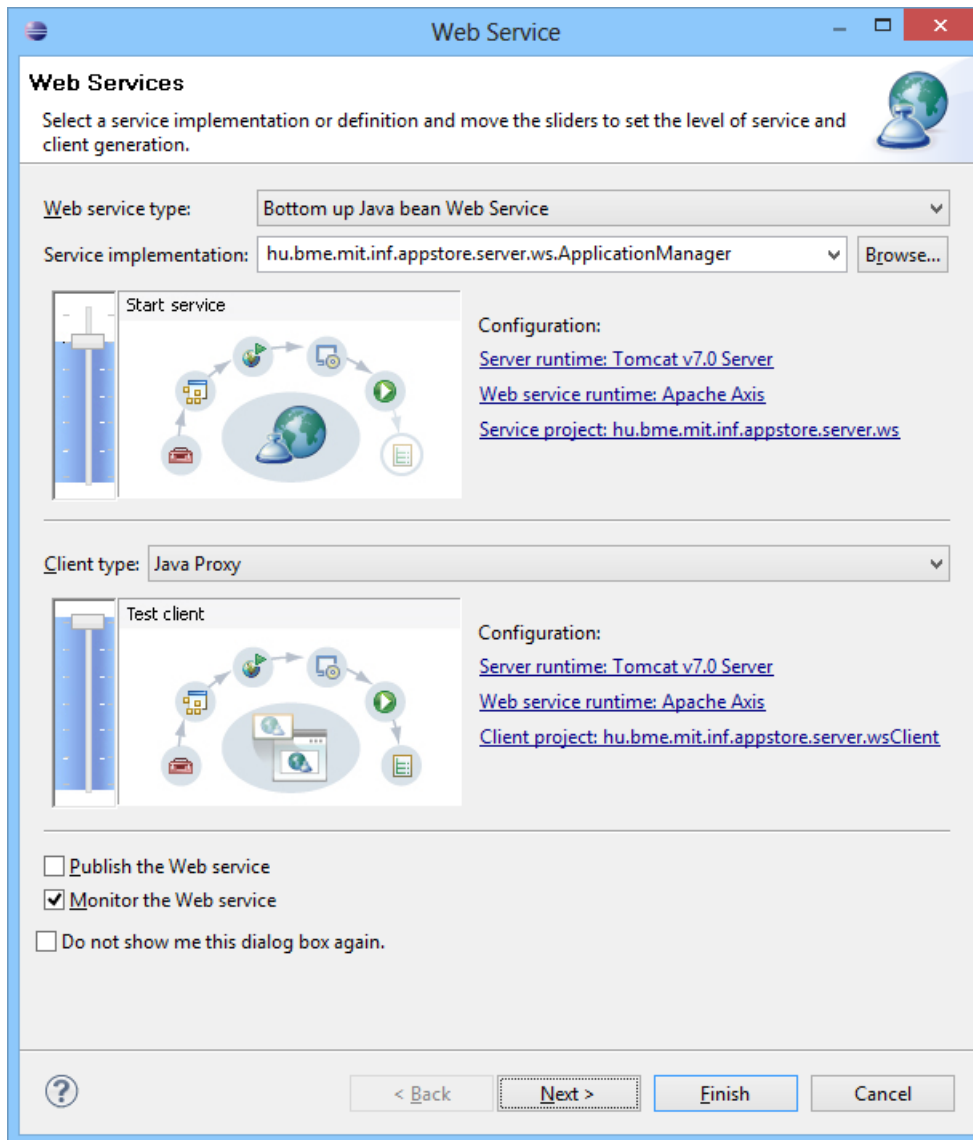 Web Service
Web Services
Select a service implementation or definition and move the sliders to set the level of service and
client generation.
Web service type: Bottom up Java bean Web Service
Service implementation: hu.bme.mit.inf.appstore.server.ws.ApplicationManager Browse...
Start service
Configuration:
Server runtime: Tomcat v7.0 Server
Web service runtime: Apache Axis
Service project: hu.bme.mit.inf.appstore.server.ws
Client type: Java Proxy
Test client
Configuration:
Server runtime: Tomcat v7.0 Server
Web service runtime: Apache Axis
Client project: hu.bme.mit.inf.appstore.server.wsClient
Publish the Web service
Monitor the Web service
Do not show me this dialog box again.
? < Back Next > Finish Cancel